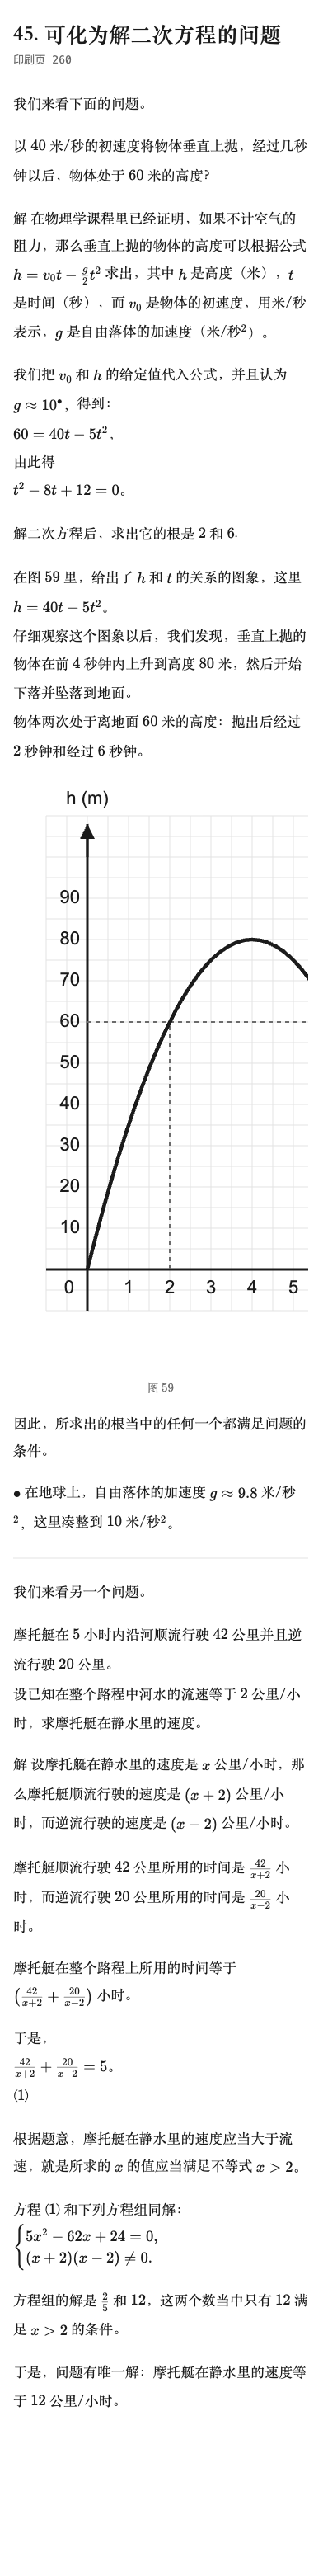 45. 可化为解二次方程的问题
印刷页 260
我们来看下面的问题。
以 40 米/秒的初速度将物体垂直上抛，经过几秒
钟以后，物体处于 60 米的高度?
解 在物理学课程里已经证明，如果不计空气的
阻力，那么垂直上抛的物体的高度可以根据公式
h = v₀t − g/2 t² 求出，其中 h 是高度（米），t
是时间（秒），而 v₀ 是物体的初速度，用米/秒
表示，g 是自由落体的加速度（米/秒²）。
我们把 v₀ 和 h 的给定值代入公式，并且认为
g ≈ 10•，得到：
60 = 40t − 5t²，
由此得
t² − 8t + 12 = 0。
解二次方程后，求出它的根是 2 和 6.
在图 59 里，给出了 h 和 t 的关系的图象，这里
h = 40t − 5t²。
仔细观察这个图象以后，我们发现，垂直上抛的
物体在前 4 秒钟内上升到高度 80 米，然后开始
下落并坠落到地面。
物体两次处于离地面 60 米的高度：抛出后经过
2 秒钟和经过 6 秒钟。
h (m)
90
80
70
60
50
40
30
20
10
0 1 2 3 4 5
图 59
因此，所求出的根当中的任何一个都满足问题的
条件。
● 在地球上，自由落体的加速度 g ≈ 9.8 米/秒
²，这里凑整到 10 米/秒²。
我们来看另一个问题。
摩托艇在 5 小时内沿河顺流行驶 42 公里并且逆
流行驶 20 公里。
设已知在整个路程中河水的流速等于 2 公里/小
时，求摩托艇在静水里的速度。
解 设摩托艇在静水里的速度是 x 公里/小时，那
么摩托艇顺流行驶的速度是 (x + 2) 公里/小
时，而逆流行驶的速度是 (x − 2) 公里/小时。
摩托艇顺流行驶 42 公里所用的时间是 42/(x+2) 小
时，而逆流行驶 20 公里所用的时间是 20/(x−2) 小
时。
摩托艇在整个路程上所用的时间等于
(42/(x+2) + 20/(x−2)) 小时。
于是，
42/(x+2) + 20/(x−2) = 5。
(1)
根据题意，摩托艇在静水里的速度应当大于流
速，就是所求的 x 的值应当满足不等式 x > 2。
方程 (1) 和下列方程组同解：
{5x² − 62x + 24 = 0,
(x + 2)(x − 2) ≠ 0.
方程组的解是 2/5 和 12，这两个数当中只有 12 满
足 x > 2 的条件。
于是，问题有唯一解：摩托艇在静水里的速度等
于 12 公里/小时。